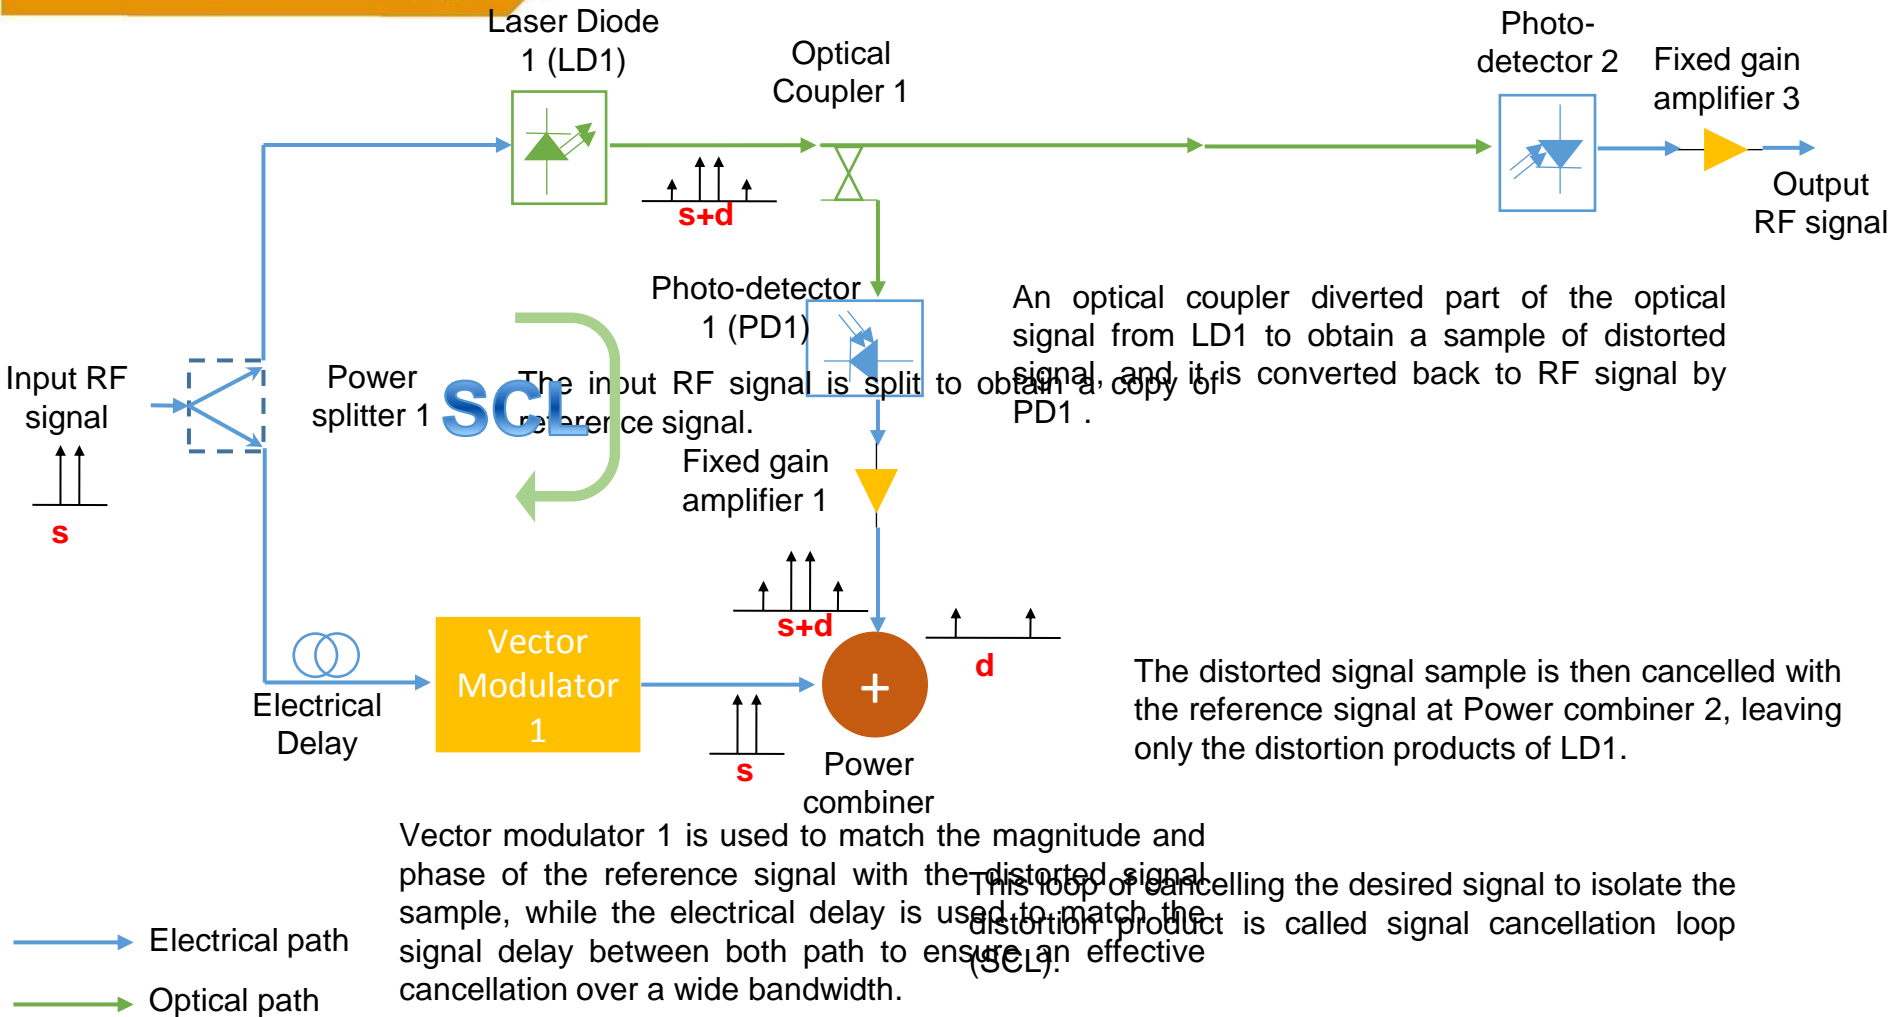 Laser Diode
1 (LD1)
Optical
Coupler 1
Photo-
detector 2
Fixed gain
amplifier 3
Output
RF signal
s+d
Photo-detector
1 (PD1)
An optical coupler diverted part of the optical
signal from LD1 to obtain a sample of distorted
signal, and it is converted back to RF signal by
PD1 .
Input RF
signal
s
Power
splitter 1
SCL
The input RF signal is split to obtain a copy of
reference signal.
Fixed gain
amplifier 1
s+d
d
Vector
Modulator
1
+
Electrical
Delay
s
Power
combiner
The distorted signal sample is then cancelled with
the reference signal at Power combiner 2, leaving
only the distortion products of LD1.
Vector modulator 1 is used to match the magnitude and
phase of the reference signal with the distorted signal
sample, while the electrical delay is used to match the
signal delay between both path to ensure an effective
cancellation over a wide bandwidth.
This loop of cancelling the desired signal to isolate the
distortion product is called signal cancellation loop
(SCL).
Electrical path
Optical path